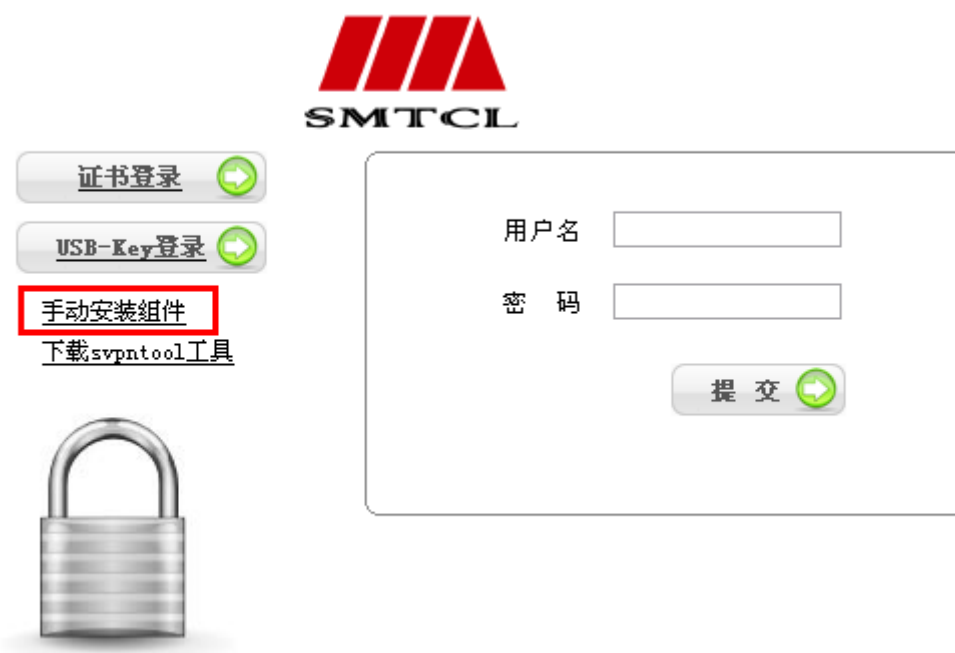 SMTCL
证书登录
USB-Key登录
手动安装组件
下载svpntool工具
用户名
密 码
提 交